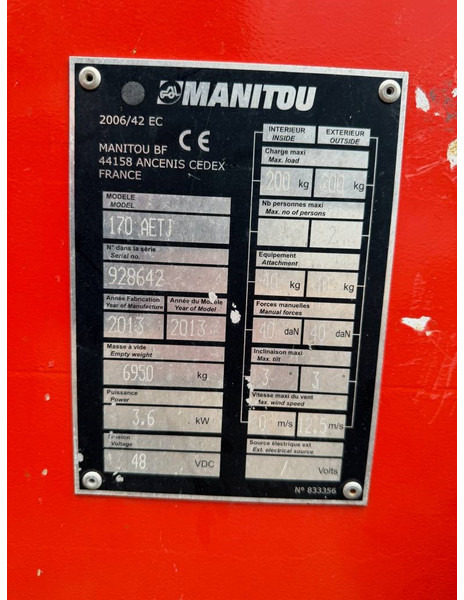 MANITOU
2006/42 EC
CE
MANITOU BF
44158 ANCENIS CEDEX
FRANCE
MODELE
MODEL
170 AETJ
N° dans la série
Serial no.
928642
Année Fabrication
Year of Manufacture
2013
Année du Modèle
Year of Model
2013
Masse à vide
Empty weight
6950 kg
Puissance
Power
3.6 kW
Tension
Voltage
48 VDC
INTERIEUR
INSIDE
EXTERIEUR
OUTSIDE
Charge maxi
Max. load
200 kg 200 kg
Nb personnes maxi
Max. no of persons
2
Equipement
Attachment
kg kg
Forces manuelles
Manual forces
40 daN 40 daN
Inclinaison maxi
Max. tilt
3 ° 3 °
Vitesse maxi du vent
Max. wind speed
0 m/s 12.5 m/s
Source électrique ext
Ext. electrical source
/ Volts
N° 833356